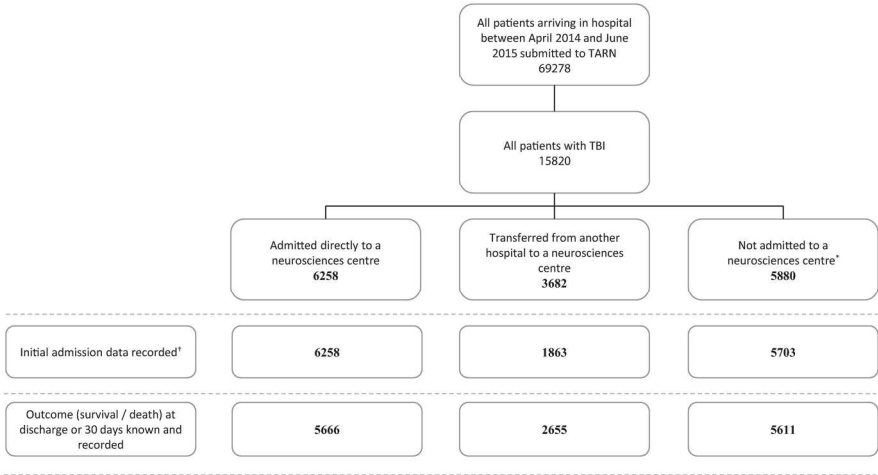 All patients arriving in hospital
between April 2014 and June
2015 submitted to TARN
69278
All patients with TBI
15820
Admitted directly to a
neurosciences centre
6258
Transferred from another
hospital to a neurosciences
centre
3682
Not admitted to a
neurosciences centre*
5880
Initial admission data recorded†
6258
1863
5703
Outcome (survival / death) at
discharge or 30 days known and
recorded
5666
2655
5611